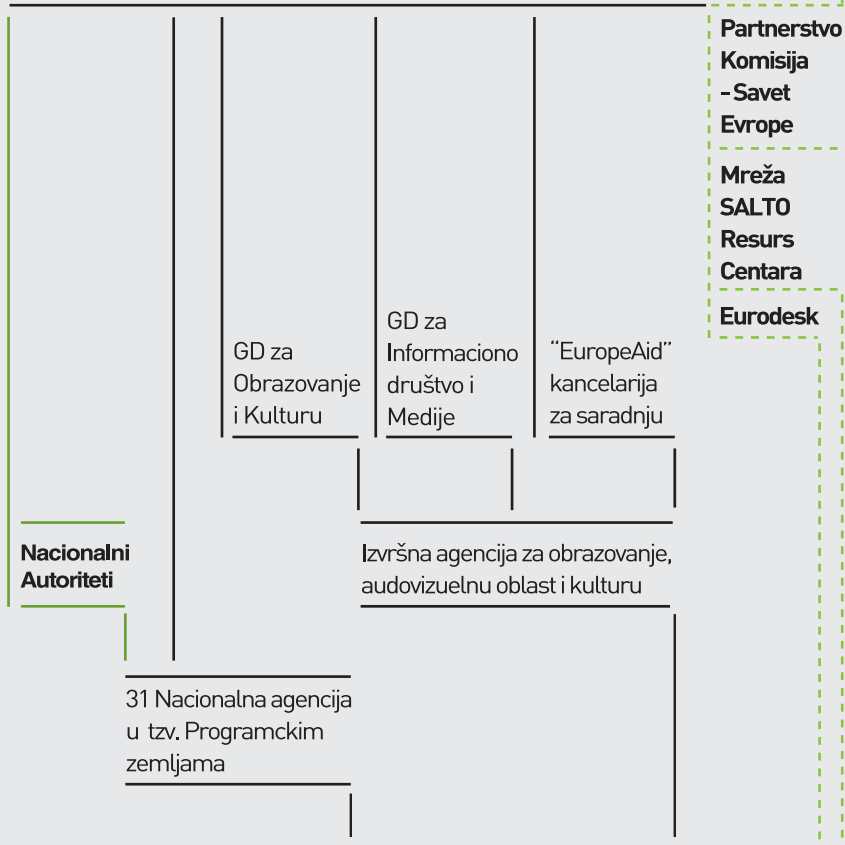 Partnerstvo
Komisija
-Savet
Evrope
Mreža
SALTO
Resurs
Centara
Eurodesk
GD za
Obrazovanje
i Kulturu
GD za
Informaciono
društvo i
Medije
“EuropeAid”
kancelarija
za saradnju
Nacionalni
Autoriteti
Izvršna agencija za obrazovanje,
audovizuelnu oblast i kulturu
31 Nacionalna agencija
u tzv. Programckim
zemljama